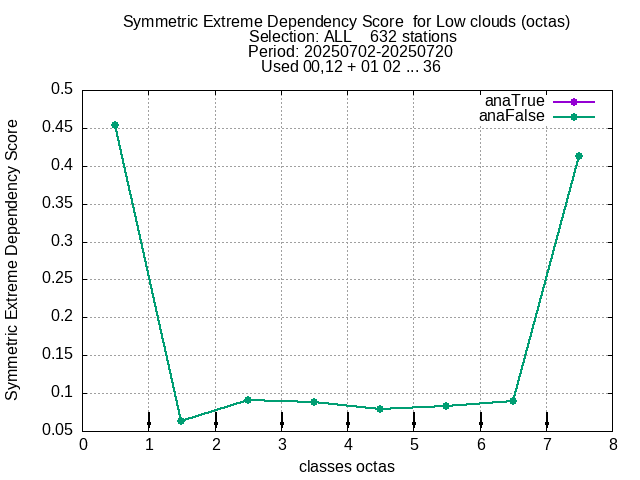 Symmetric Extreme Dependency Score  for Low clouds (octas)
Selection: ALL    632 stations
Period: 20250702-20250720
Used 00,12 + 01 02 ... 36
anaTrue
anaFalse
Symmetric Extreme Dependency Score
0.5
0.45
0.4
0.35
0.3
0.25
0.2
0.15
0.1
0.05
0 1 2 3 4 5 6 7 8
classes octas